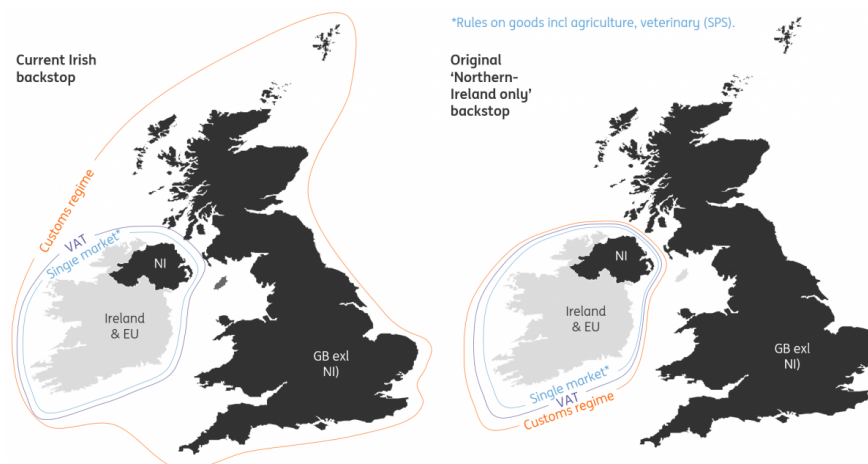 Current Irish
backstop
Customs regime
VAT
Single market*
NI
Ireland
& EU
GB exl
NI)
*Rules on goods incl agriculture, veterinary (SPS).
Original
‘Northern-
Ireland only’
backstop
NI
Ireland
& EU
GB exl
NI)
Single market*
VAT
Customs regime